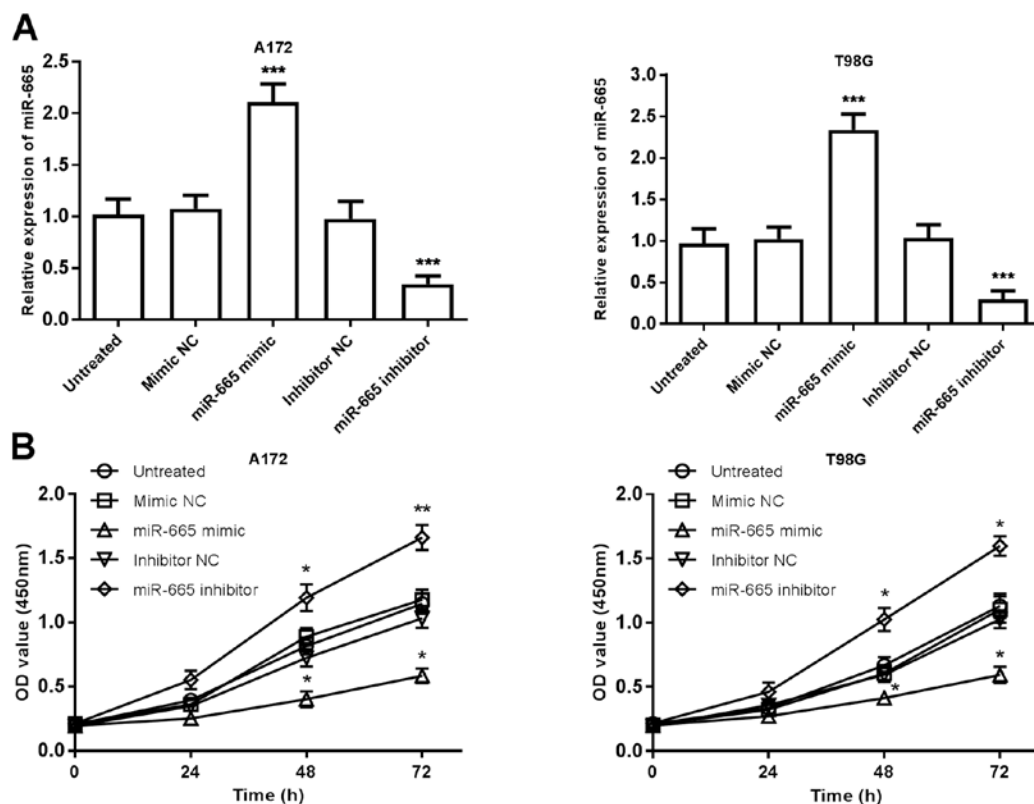 A
A172
Relative expression of miR-665
2.5
2.0
1.5
1.0
0.5
0.0
***
***
Untreated
Mimic NC
miR-665 mimic
Inhibitor NC
miR-665 inhibitor
T98G
Relative expression of miR-665
3.0
2.5
2.0
1.5
1.0
0.5
0.0
***
***
Untreated
Mimic NC
miR-665 mimic
Inhibitor NC
miR-665 inhibitor
B
A172
Untreated
Mimic NC
miR-665 mimic
Inhibitor NC
miR-665 inhibitor
OD value (450nm)
2.0
1.5
1.0
0.5
0.0
*
**
*
*
0 24 48 72
Time (h)
T98G
Untreated
Mimic NC
miR-665 mimic
Inhibitor NC
miR-665 inhibitor
OD value (450nm)
2.0
1.5
1.0
0.5
0.0
*
*
*
*
0 24 48 72
Time (h)